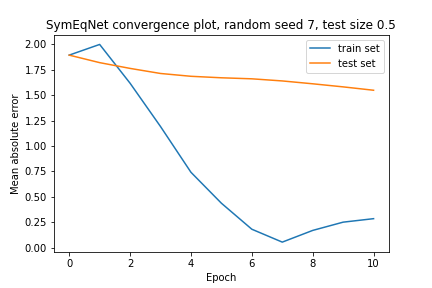 SymEqNet convergence plot, random seed 7, test size 0.5
train set
test set
2.00
1.75
1.50
1.25
1.00
0.75
0.50
0.25
0.00
Mean absolute error
0 2 4 6 8 10
Epoch